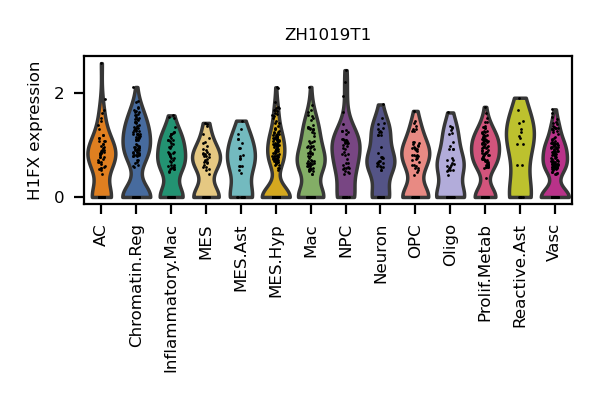 ZH1019T1
H1FX expression
2
0
AC
Chromatin.Reg
Inflammatory.Mac
MES
MES.Ast
MES.Hyp
Mac
NPC
Neuron
OPC
Oligo
Prolif.Metab
Reactive.Ast
Vasc